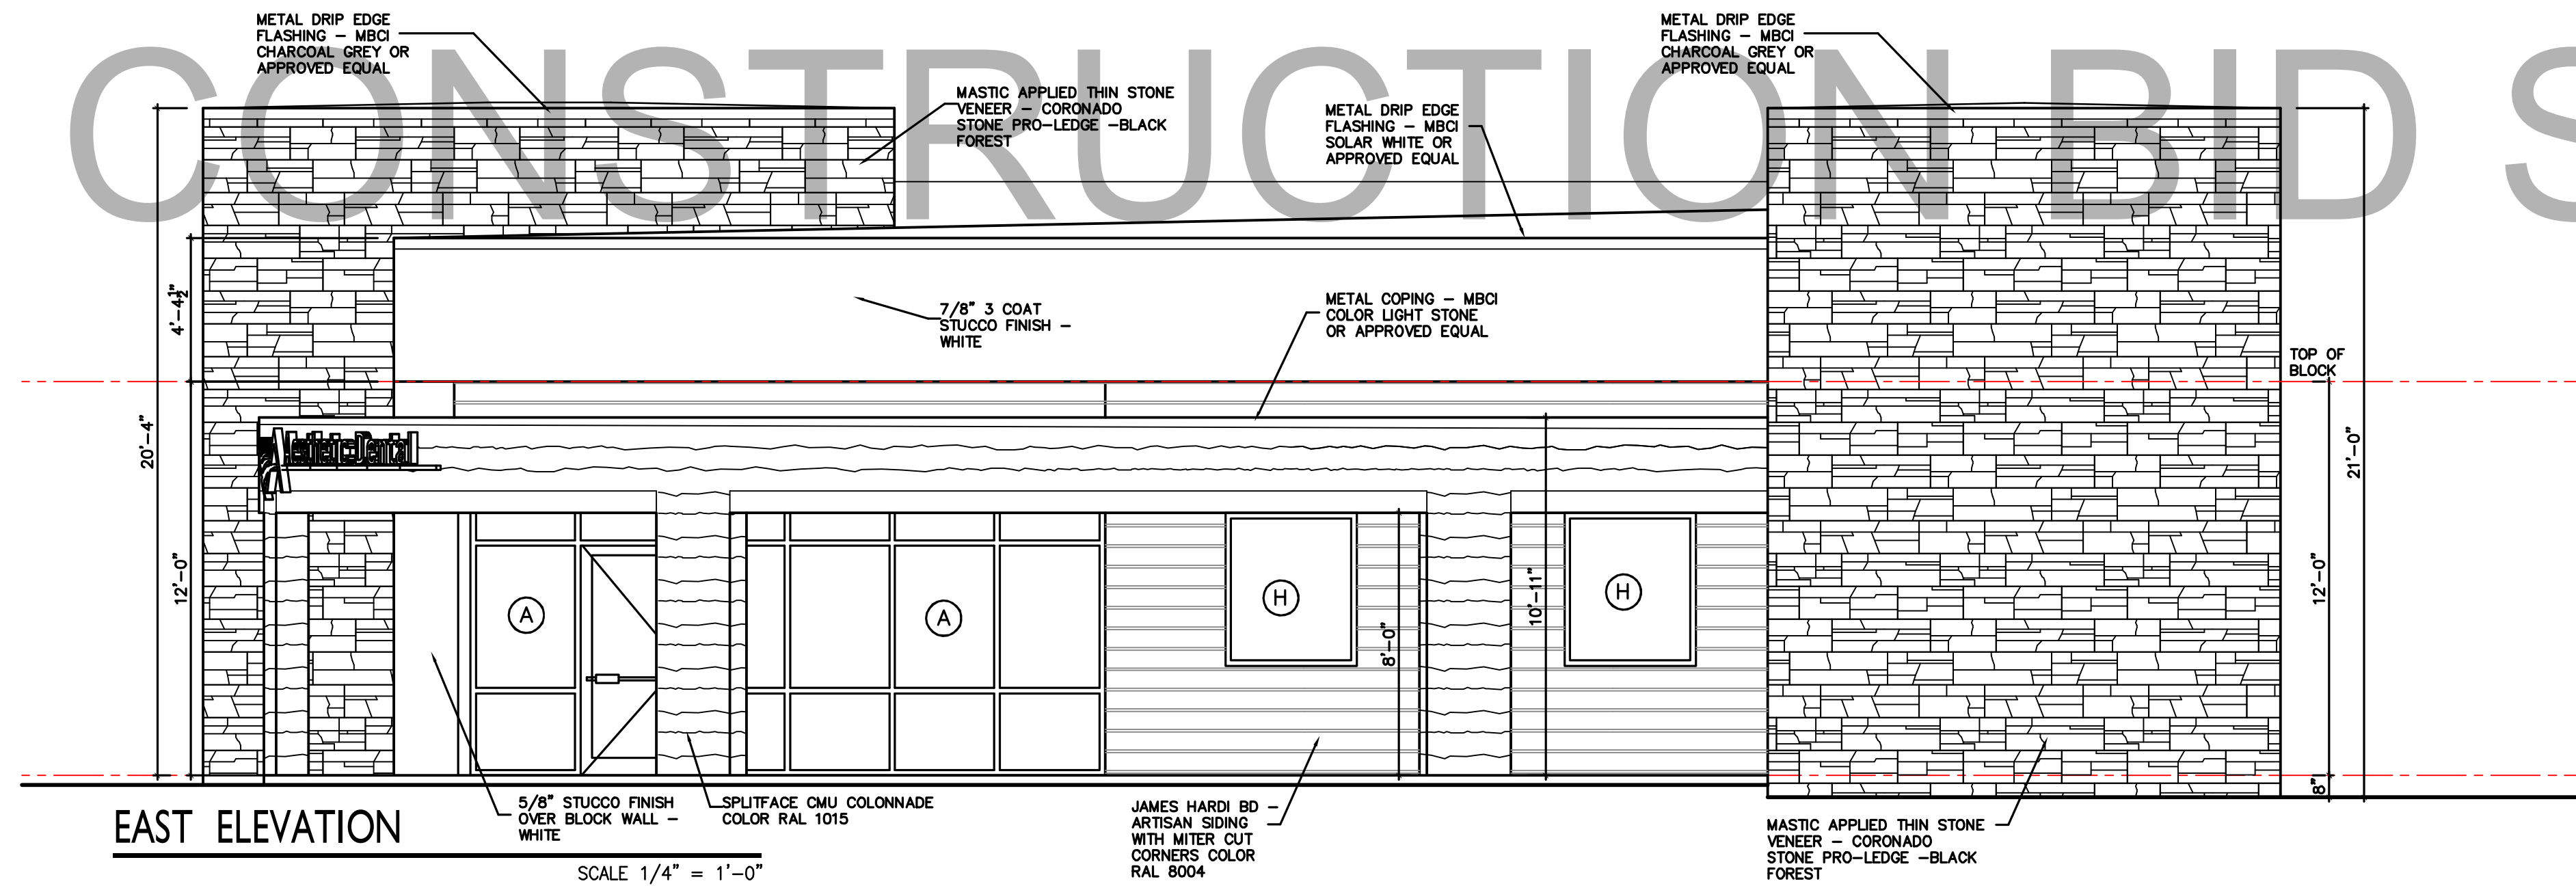 METAL DRIP EDGE
FLASHING – MBCI
CHARCOAL GREY OR
APPROVED EQUAL
METAL DRIP EDGE
FLASHING – MBCI
CHARCOAL GREY OR
APPROVED EQUAL
CONSTRUCTION BID S
MASTIC APPLIED THIN STONE
VENEER – CORONADO
STONE PRO-LEDGE -BLACK
FOREST
METAL DRIP EDGE
FLASHING – MBCI
SOLAR WHITE OR
APPROVED EQUAL
4'-4½"
7/8" 3 COAT
STUCCO FINISH –
WHITE
METAL COPING – MBCI
COLOR LIGHT STONE
OR APPROVED EQUAL
TOP OF
BLOCK
20'-4"
21'-0"
Aesthetic Dental
12'-0"
A
A
H
H
8'-0"
10'-11"
12'-0"
8"
5/8" STUCCO FINISH
OVER BLOCK WALL –
WHITE
SPLITFACE CMU COLONNADE
COLOR RAL 1015
JAMES HARDI BD –
ARTISAN SIDING
WITH MITER CUT
CORNERS COLOR
RAL 8004
MASTIC APPLIED THIN STONE
VENEER – CORONADO
STONE PRO-LEDGE -BLACK
FOREST
EAST ELEVATION
SCALE 1/4" = 1'-0"